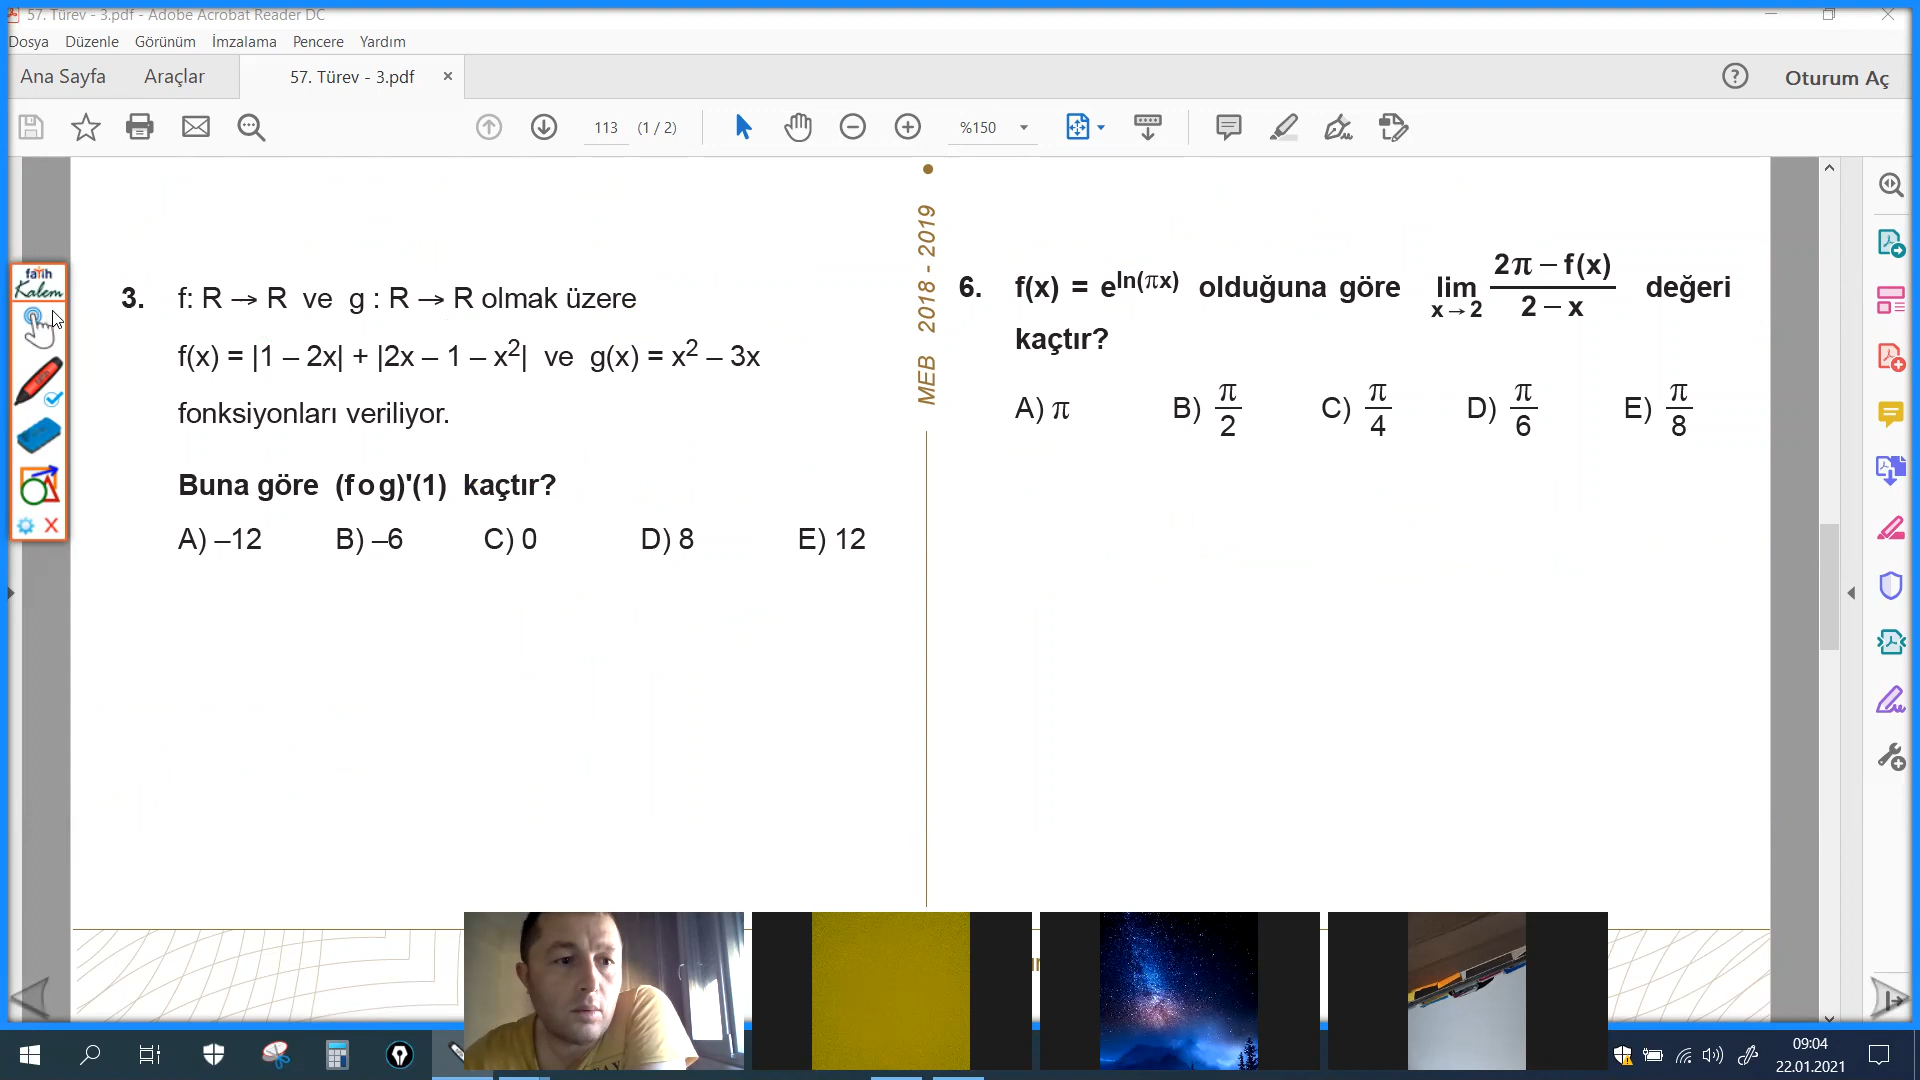 57. Türev - 3.pdf - Adobe Acrobat Reader DC
Dosya Düzenle Görünüm İmzalama Pencere Yardım
Ana Sayfa Araçlar 57. Türev - 3.pdf × Oturum Aç
113 (1 / 2) %150
fatih
Kalem
3. f: R → R ve g : R → R olmak üzere
f(x) = |1 – 2x| + |2x – 1 – x²| ve g(x) = x² – 3x
fonksiyonları veriliyor.
Buna göre (fog)'(1) kaçtır?
A) –12 B) –6 C) 0 D) 8 E) 12
MEB 2018 - 2019
6. f(x) = e^ln(πx) olduğuna göre lim x→2 (2π – f(x))/(2 – x) değeri
kaçtır?
A) π B) π/2 C) π/4 D) π/6 E) π/8
09:04
22.01.2021